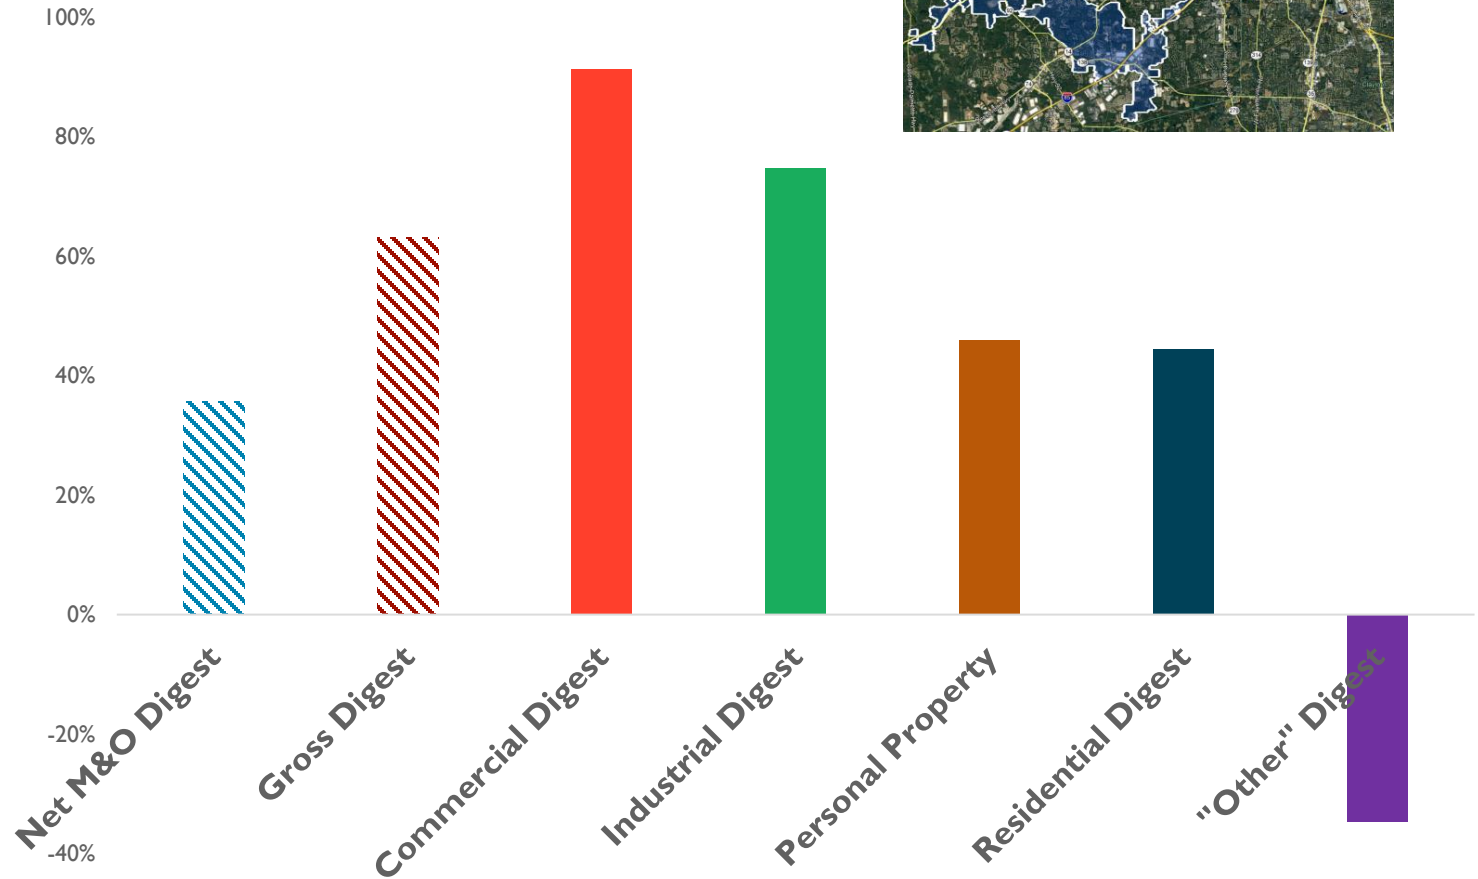 100%
80%
60%
40%
20%
0%
-20%
-40%
Net M&O Digest
Gross Digest
Commercial Digest
Industrial Digest
Personal Property
Residential Digest
"Other" Digest